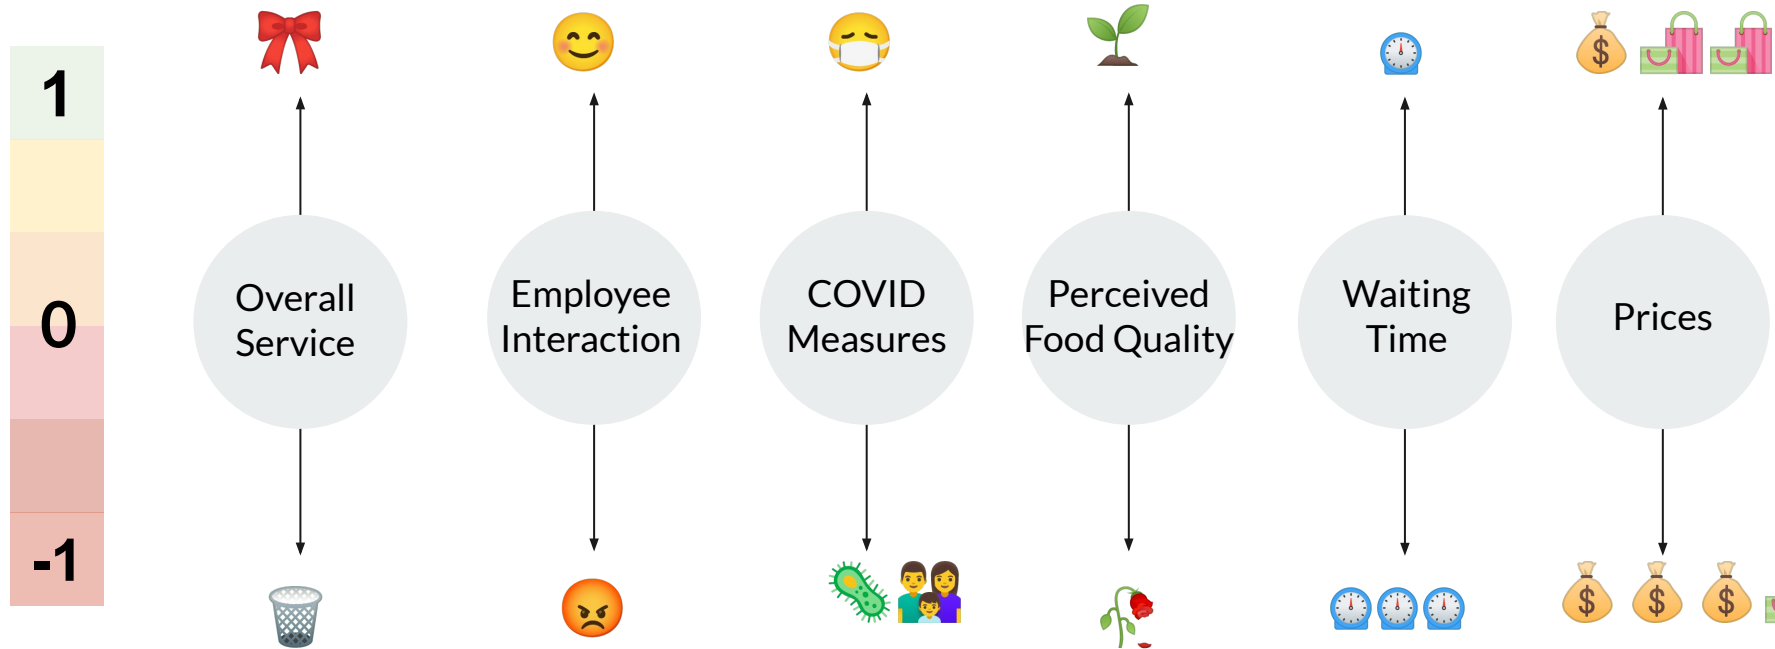 1
0
-1
Overall
Service
Employee
Interaction
COVID
Measures
Perceived
Food Quality
Waiting
Time
Prices